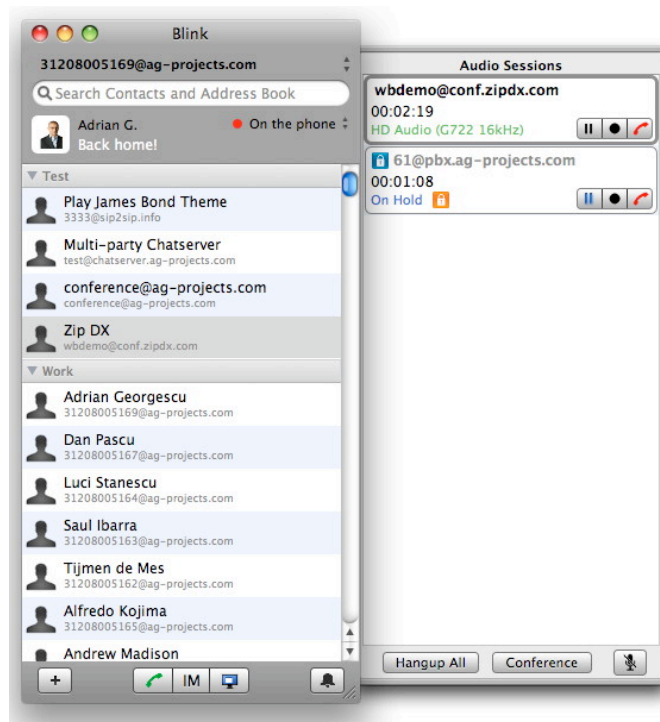 Blink
31208005169@ag-projects.com
Search Contacts and Address Book
Adrian G.
On the phone
Back home!
Test
Play James Bond Theme
3333@sip2sip.info
Multi-party Chatserver
test@chatserver.ag-projects.com
conference@ag-projects.com
conference@ag-projects.com
Zip DX
wbdemo@conf.zipdx.com
Work
Adrian Georgescu
31208005169@ag-projects.com
Dan Pascu
31208005167@ag-projects.com
Luci Stanescu
31208005164@ag-projects.com
Saul Ibarra
31208005163@ag-projects.com
Tijmen de Mes
31208005162@ag-projects.com
Alfredo Kojima
31208005165@ag-projects.com
Andrew Madison
IM
Audio Sessions
wbdemo@conf.zipdx.com
00:02:19
HD Audio (G722 16kHz)
61@pbx.ag-projects.com
00:01:08
On Hold
Hangup All
Conference